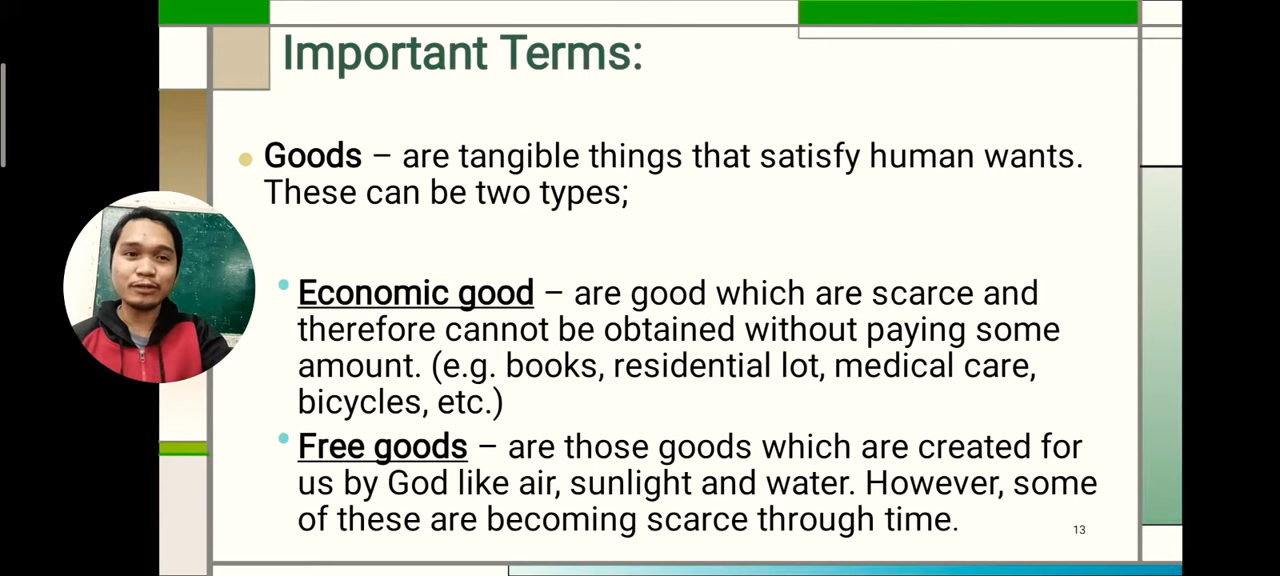 Important Terms:
Goods – are tangible things that satisfy human wants.
These can be two types;
Economic good – are good which are scarce and
therefore cannot be obtained without paying some
amount. (e.g. books, residential lot, medical care,
bicycles, etc.)
Free goods – are those goods which are created for
us by God like air, sunlight and water. However, some
of these are becoming scarce through time.
13